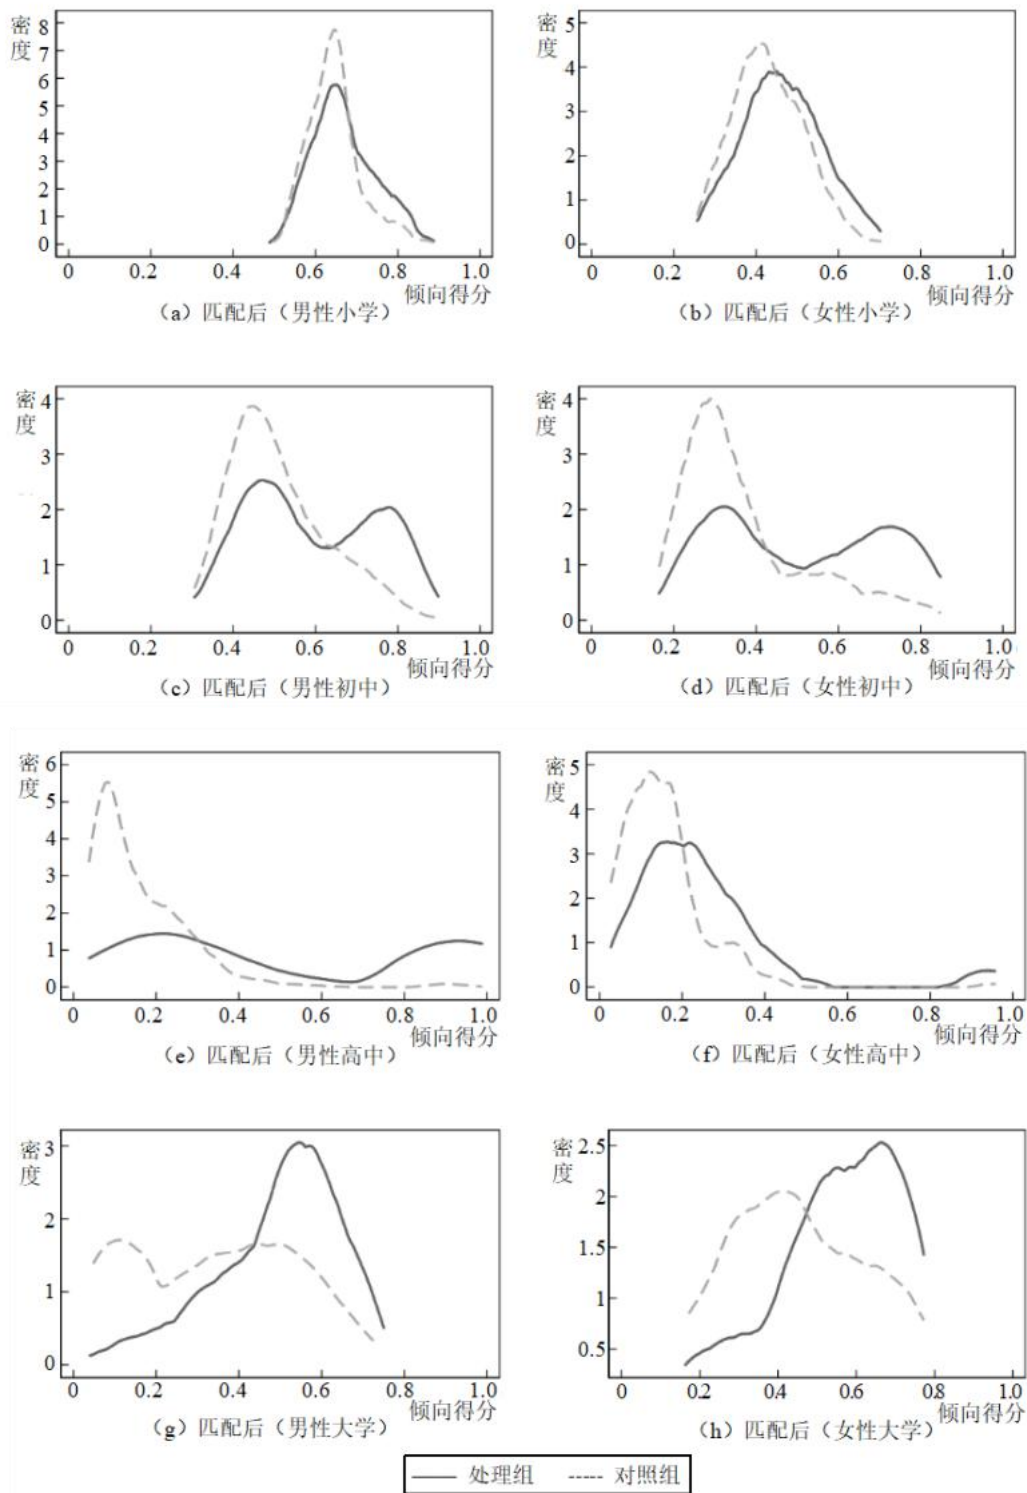 密度
8
7
6
5
4
3
2
1
0
0 0.2 0.4 0.6 0.8 1.0
倾向得分
（a）匹配后（男性小学）
密度
5
4
3
2
1
0
0 0.2 0.4 0.6 0.8 1.0
倾向得分
（b）匹配后（女性小学）
密度
4
3
2
1
0
0 0.2 0.4 0.6 0.8 1.0
倾向得分
（c）匹配后（男性初中）
密度
4
3
2
1
0
0 0.2 0.4 0.6 0.8 1.0
倾向得分
（d）匹配后（女性初中）
密度
6
5
4
3
2
1
0
0 0.2 0.4 0.6 0.8 1.0
倾向得分
（e）匹配后（男性高中）
密度
5
4
3
2
1
0
0 0.2 0.4 0.6 0.8 1.0
倾向得分
（f）匹配后（女性高中）
密度
3
2
1
0
0 0.2 0.4 0.6 0.8 1.0
倾向得分
（g）匹配后（男性大学）
密度
2.5
2
1.5
1
0.5
0 0.2 0.4 0.6 0.8 1.0
倾向得分
（h）匹配后（女性大学）
处理组 对照组